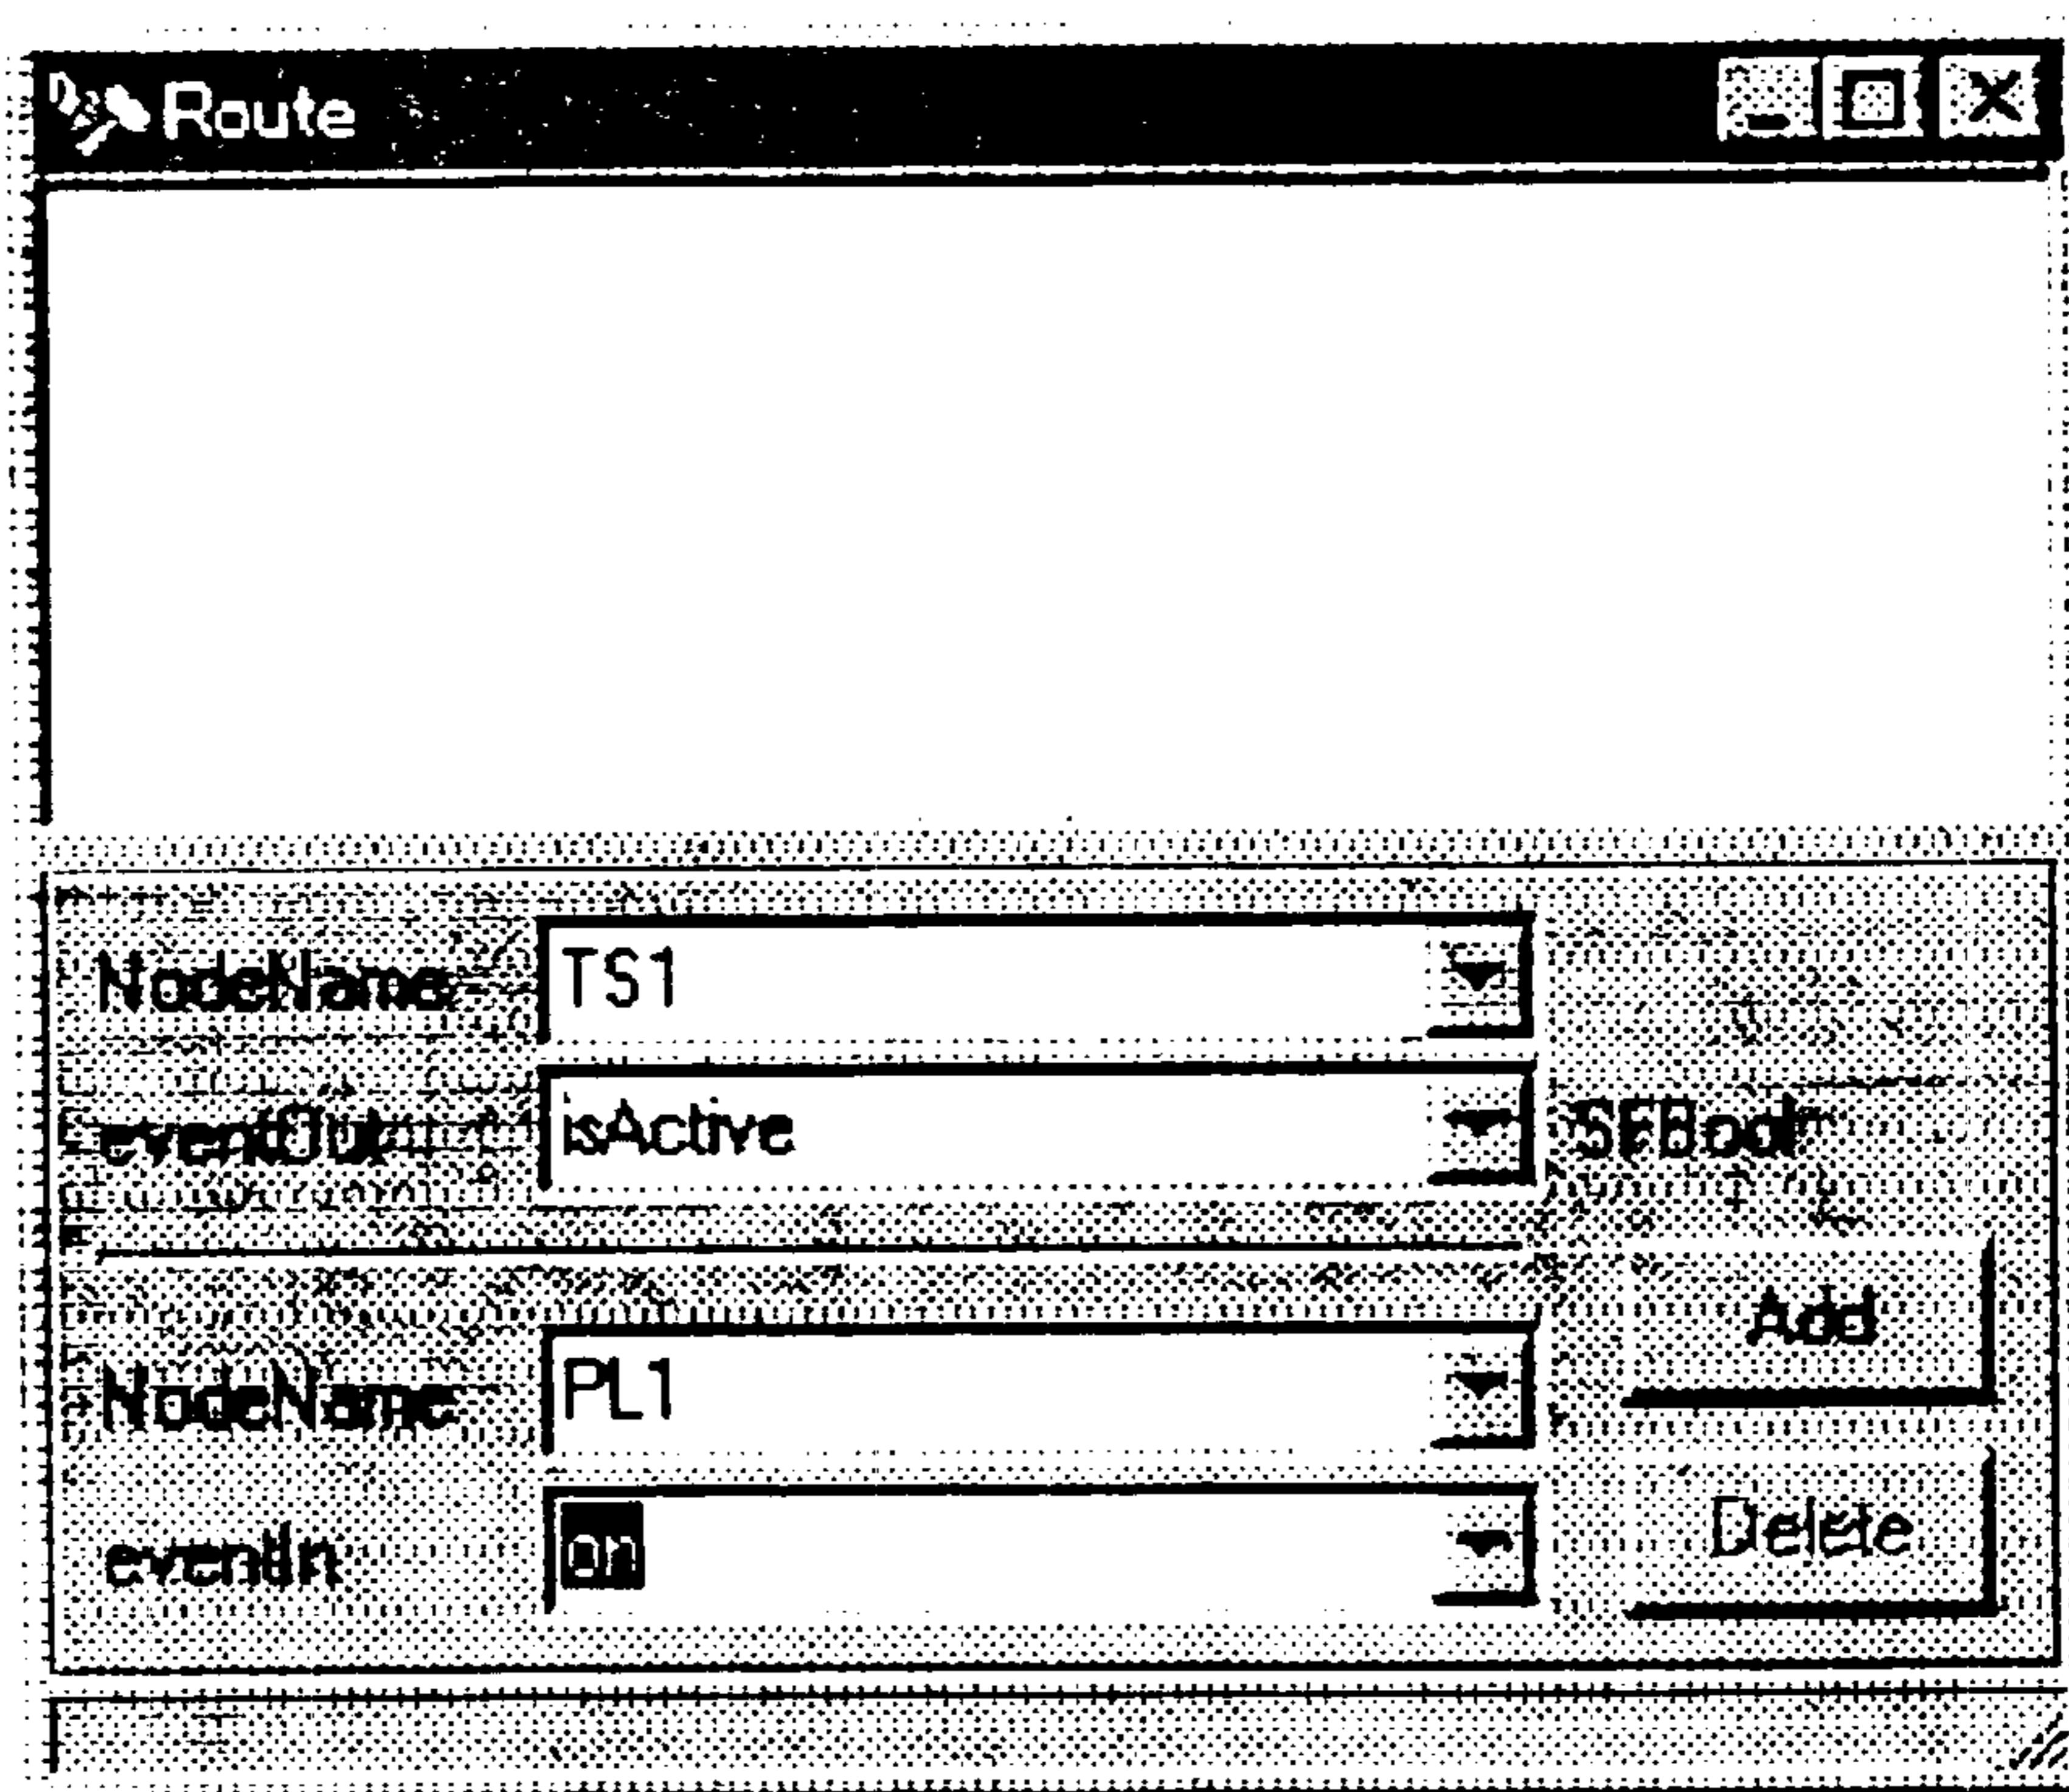 Route
NodeName TS1
eventOut isActive SFBool
Add
NodeName PL1
eventIn on
Delete